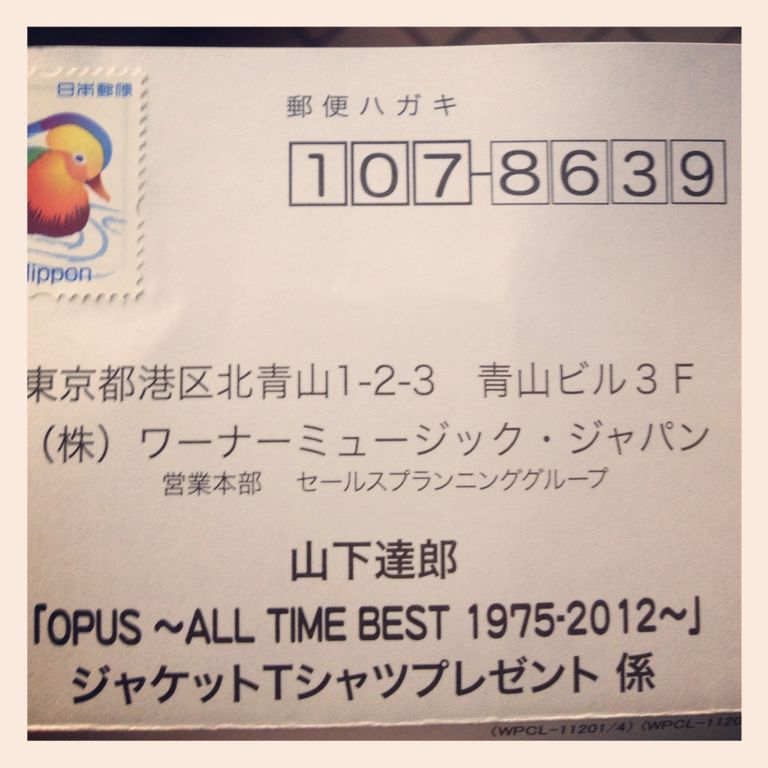 日本郵便
郵便ハガキ
107-8639
nippon
東京都港区北青山1-2-3　青山ビル3F
（株）ワーナーミュージック・ジャパン
営業本部　セールスプランニンググループ
山下達郎
「OPUS 〜ALL TIME BEST 1975-2012〜」
ジャケットTシャツプレゼント 係
(WPCL-11201/4) (WPCL-1120